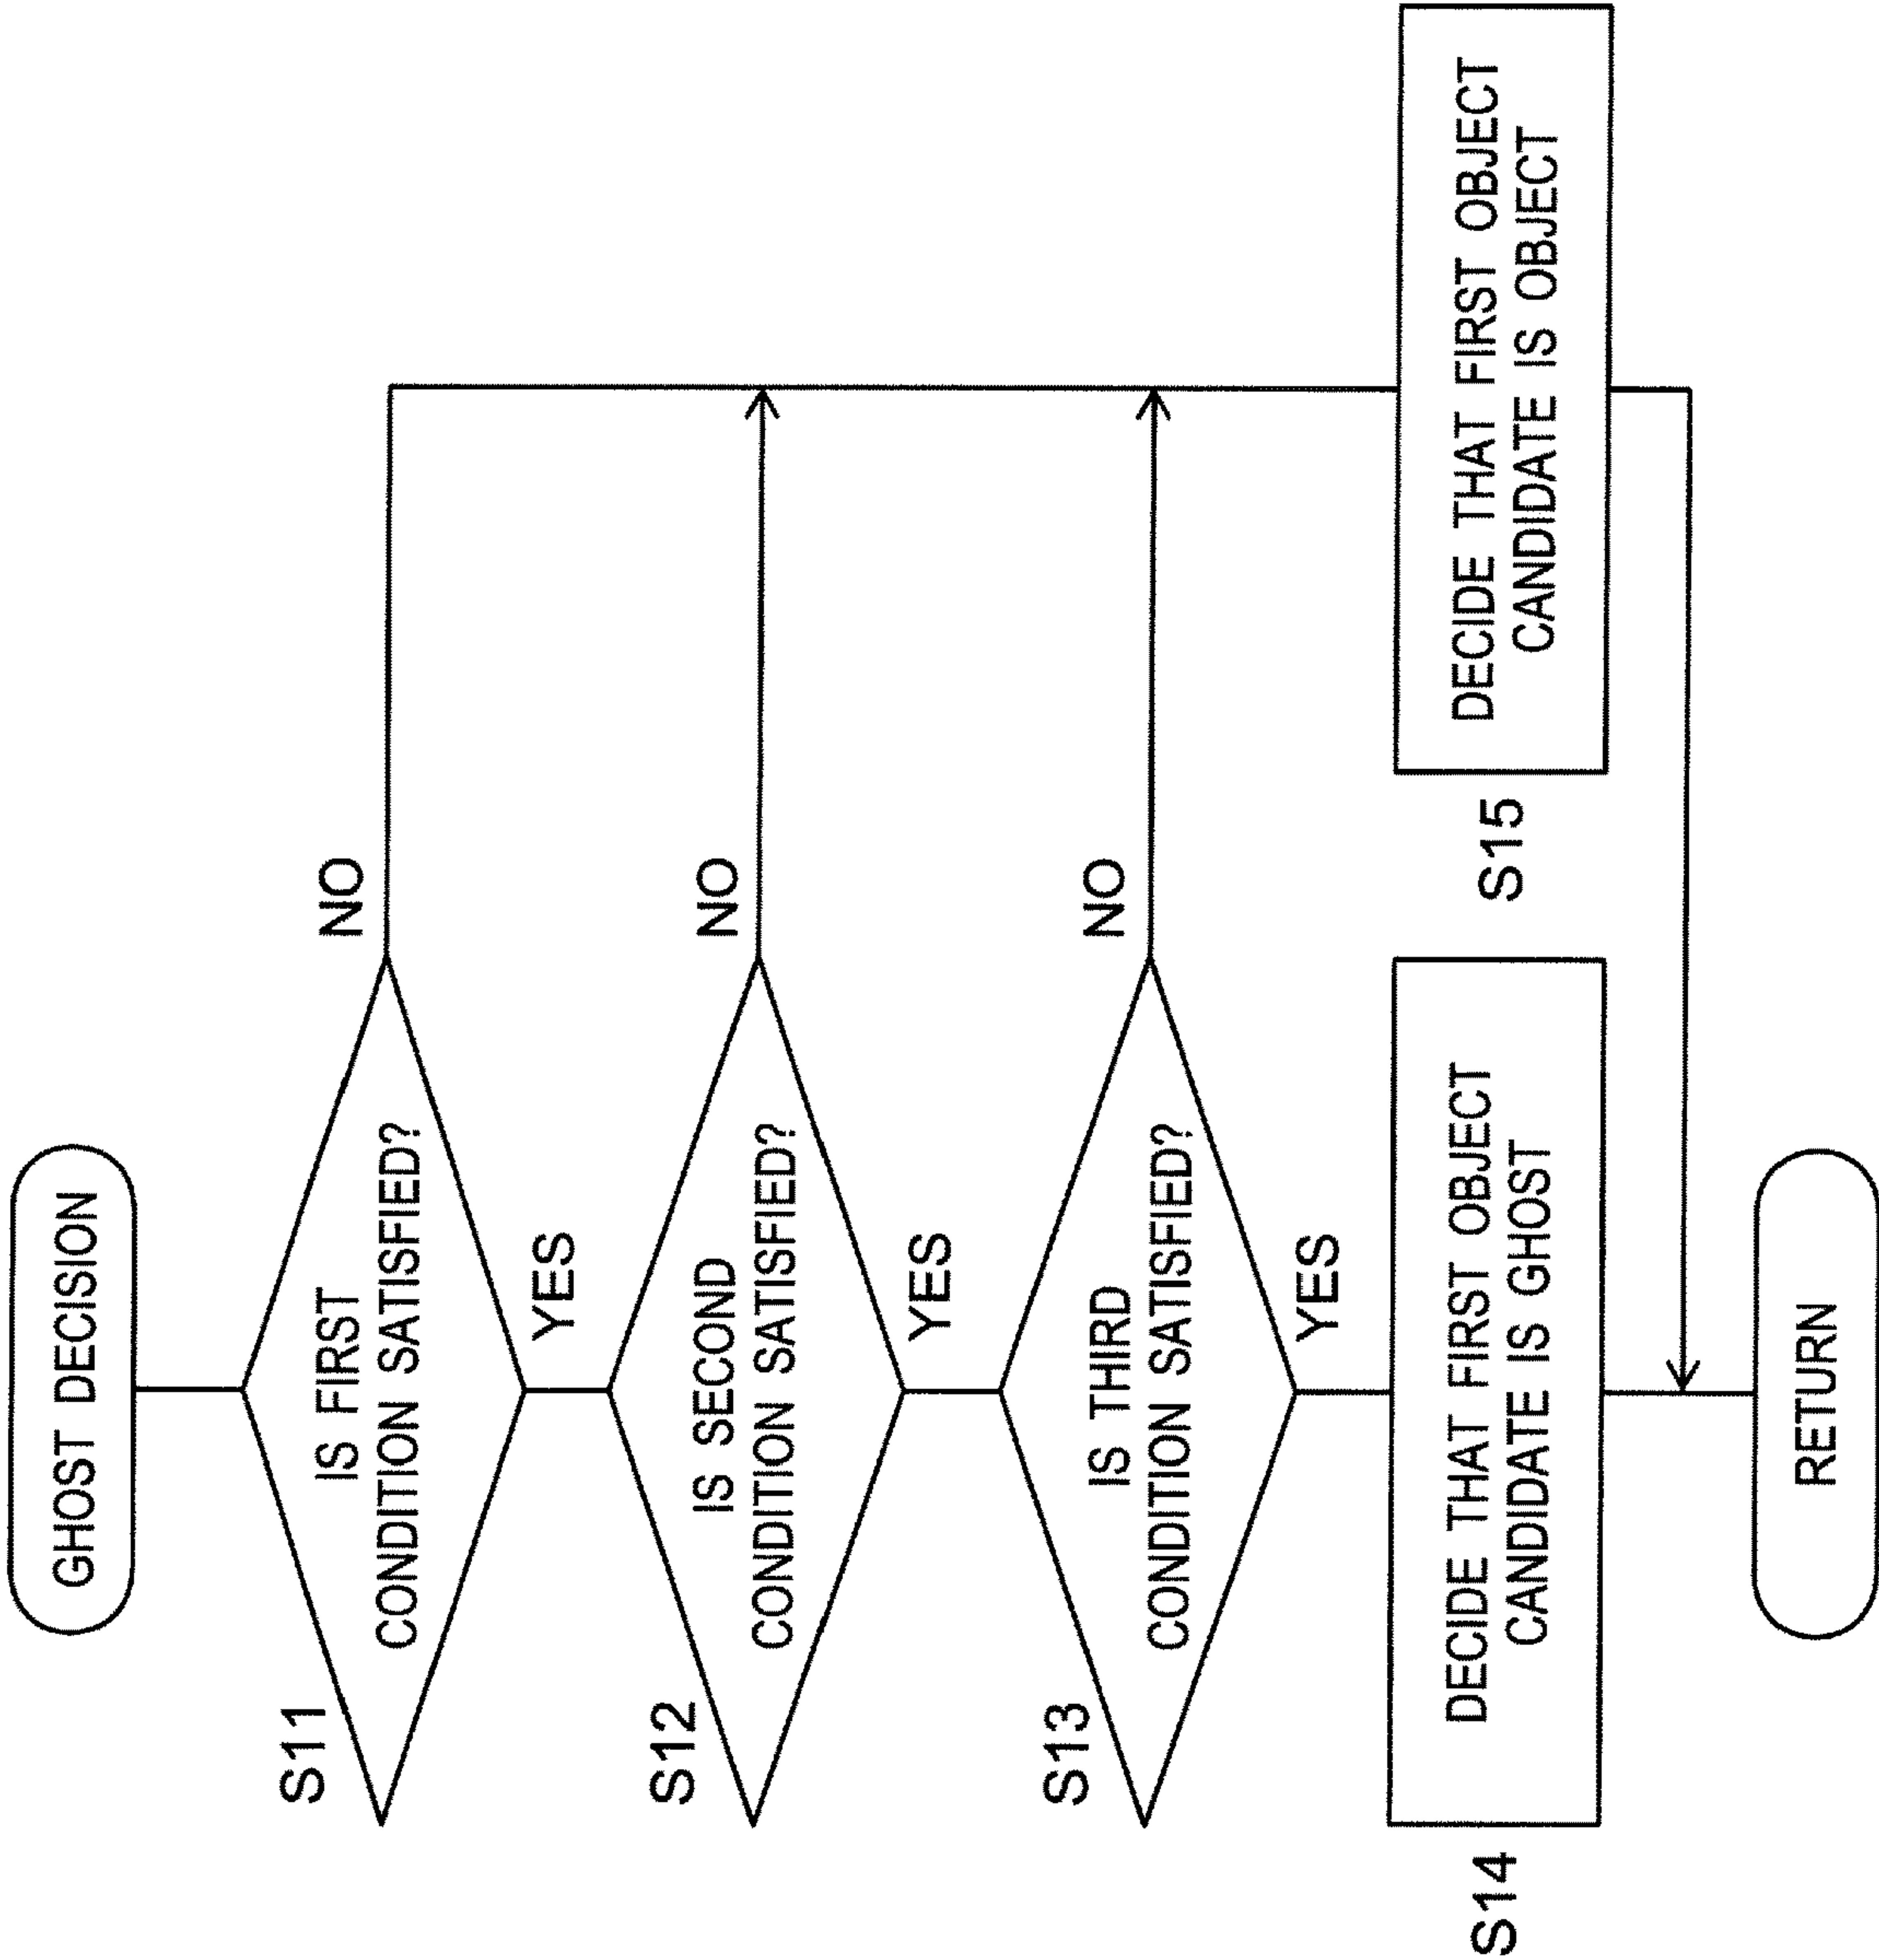 GHOST DECISION
S11
IS FIRST
CONDITION SATISFIED?
NO
YES
S12
IS SECOND
CONDITION SATISFIED?
NO
YES
S13
IS THIRD
CONDITION SATISFIED?
NO
YES
S14
DECIDE THAT FIRST OBJECT
CANDIDATE IS GHOST
S15
DECIDE THAT FIRST OBJECT
CANDIDATE IS OBJECT
RETURN